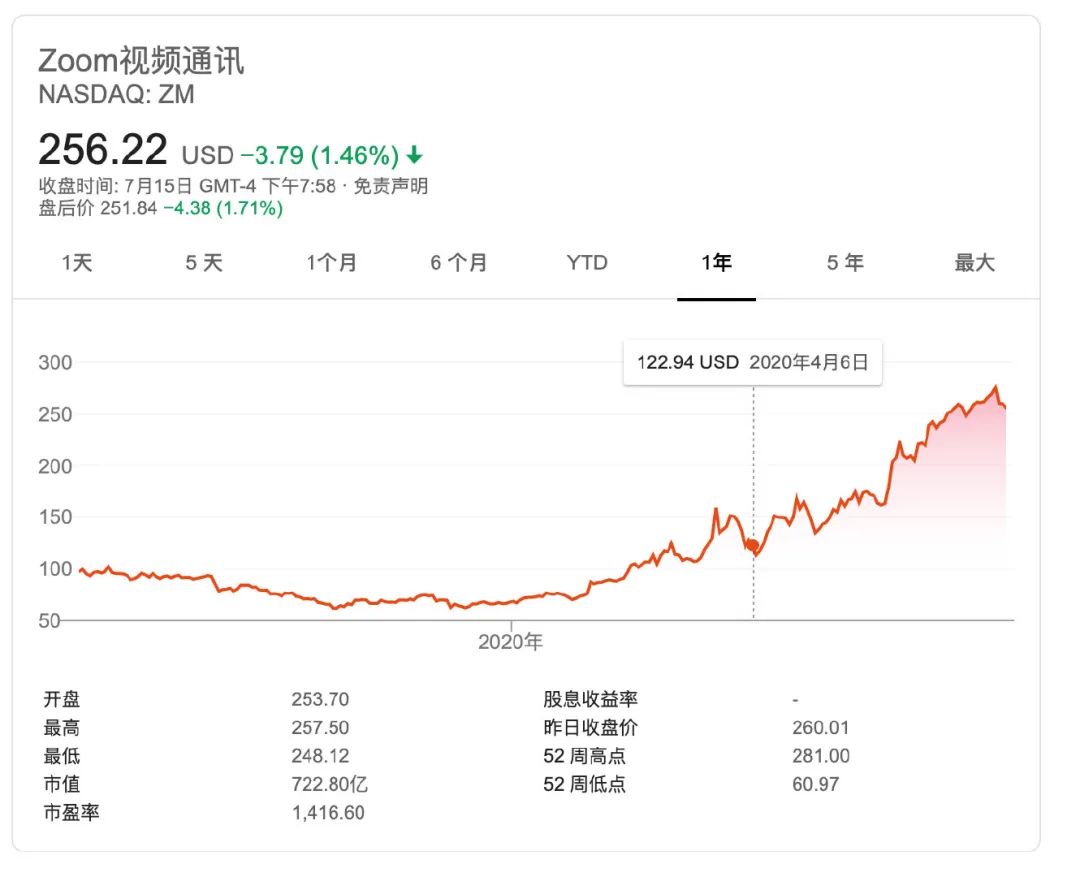 Zoom视频通讯
NASDAQ: ZM
256.22 USD −3.79 (1.46%) ↓
收盘时间: 7月15日 GMT-4 下午7:58 · 免责声明
盘后价 251.84 −4.38 (1.71%)
1天 5 天 1个月 6 个月 YTD 1年 5 年 最大
122.94 USD 2020年4月6日
300
250
200
150
100
50
2020年
开盘 253.70 股息收益率 -
最高 257.50 昨日收盘价 260.01
最低 248.12 52 周高点 281.00
市值 722.80亿 52 周低点 60.97
市盈率 1,416.60